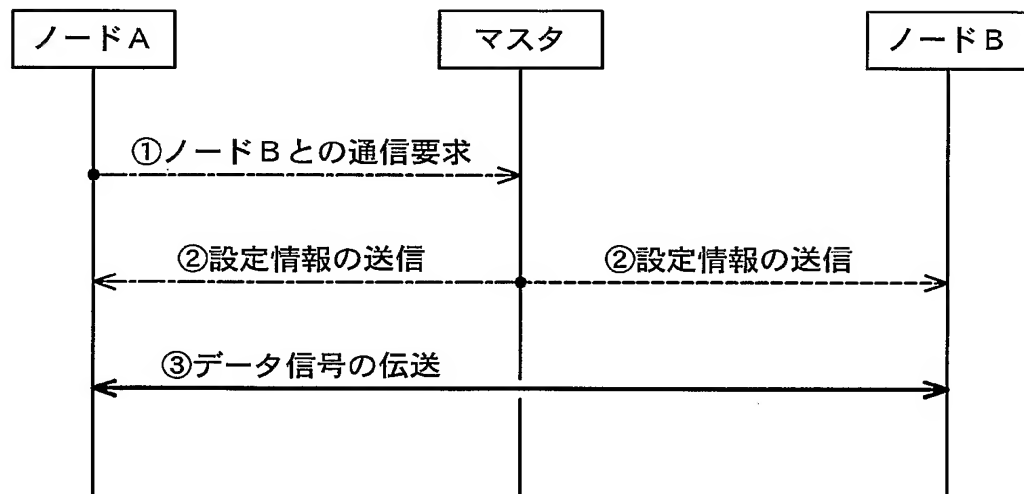 ノードA
マスタ
ノードB
①ノードBとの通信要求
②設定情報の送信
②設定情報の送信
③データ信号の伝送